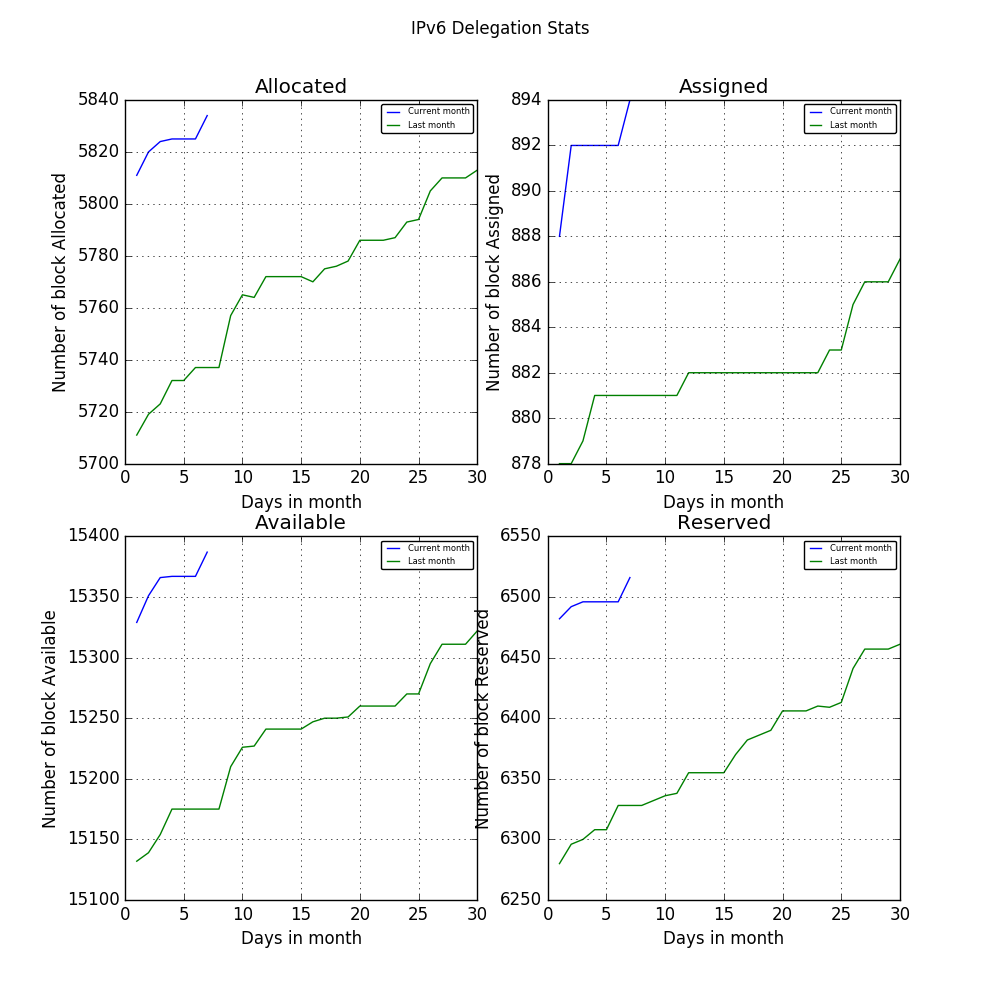 IPv6 Delegation Stats
Allocated
Number of block Allocated
5840
5820
5800
5780
5760
5740
5720
5700
0 5 10 15 20 25 30
Days in month
Current month
Last month
Assigned
Number of block Assigned
894
892
890
888
886
884
882
880
878
0 5 10 15 20 25 30
Days in month
Current month
Last month
Available
Number of block Available
15400
15350
15300
15250
15200
15150
15100
0 5 10 15 20 25 30
Days in month
Current month
Last month
Reserved
Number of block Reserved
6550
6500
6450
6400
6350
6300
6250
0 5 10 15 20 25 30
Days in month
Current month
Last month